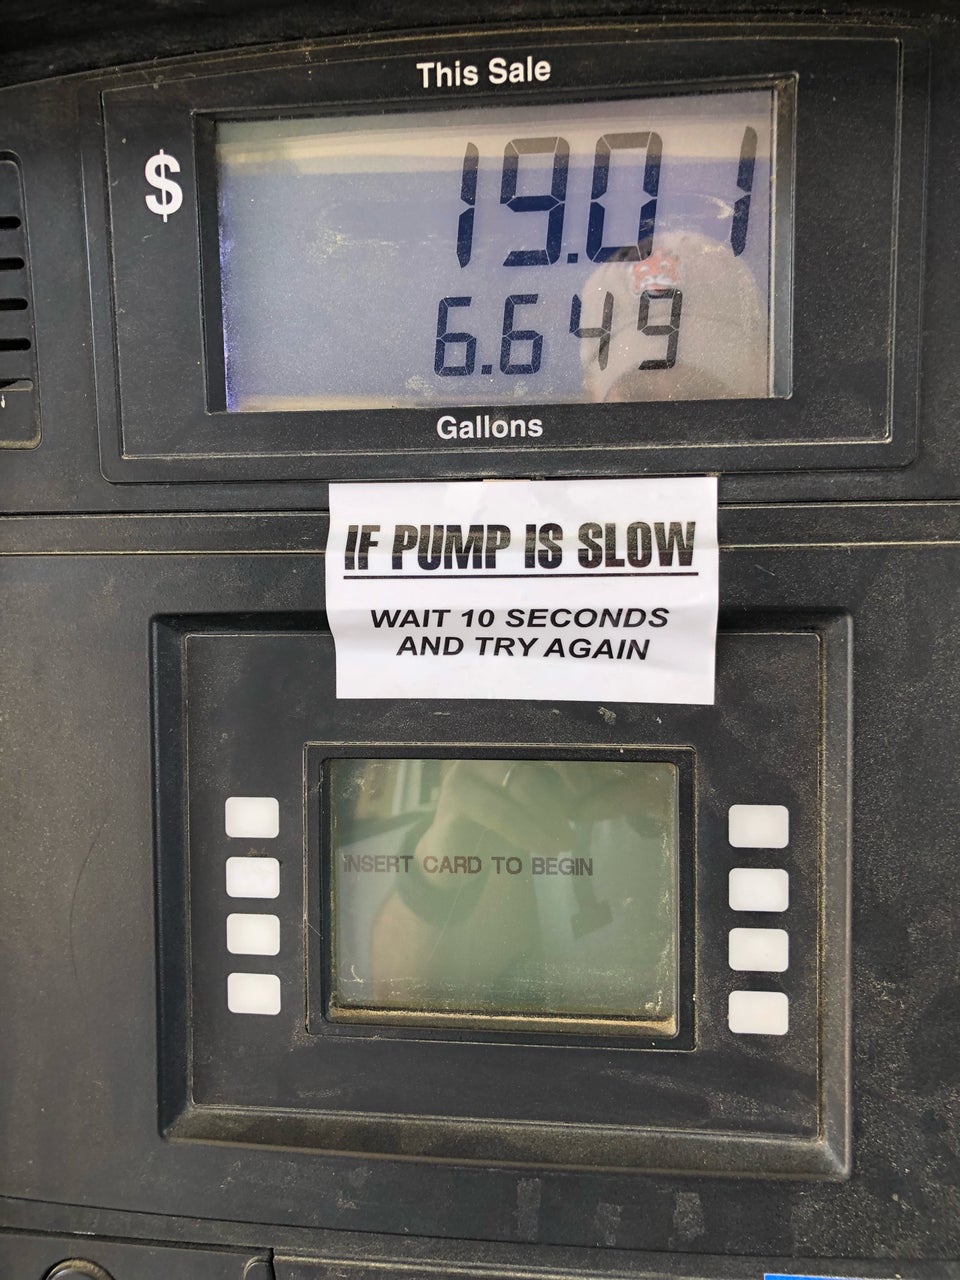 This Sale
$ 19.01
6.649
Gallons
IF PUMP IS SLOW
WAIT 10 SECONDS
AND TRY AGAIN
INSERT CARD TO BEGIN